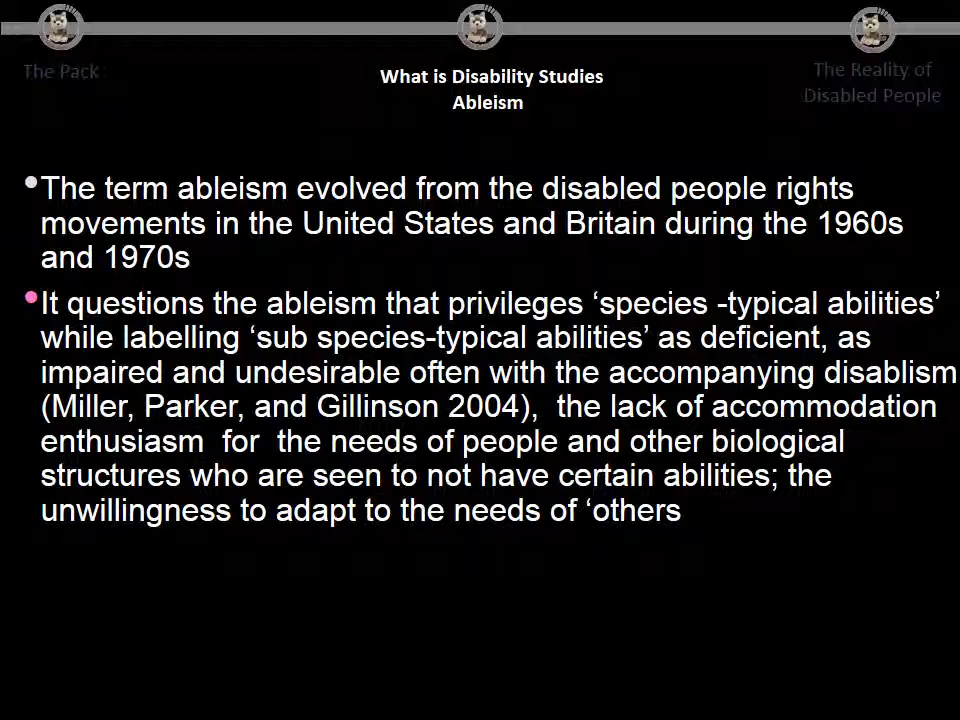 The Pack
What is Disability Studies
Ableism
The Reality of
Disabled People
•The term ableism evolved from the disabled people rights
movements in the United States and Britain during the 1960s
and 1970s
•It questions the ableism that privileges ‘species -typical abilities’
while labelling ‘sub species-typical abilities’ as deficient, as
impaired and undesirable often with the accompanying disablism
(Miller, Parker, and Gillinson 2004),  the lack of accommodation
enthusiasm  for  the needs of people and other biological
structures who are seen to not have certain abilities; the
unwillingness to adapt to the needs of ‘others